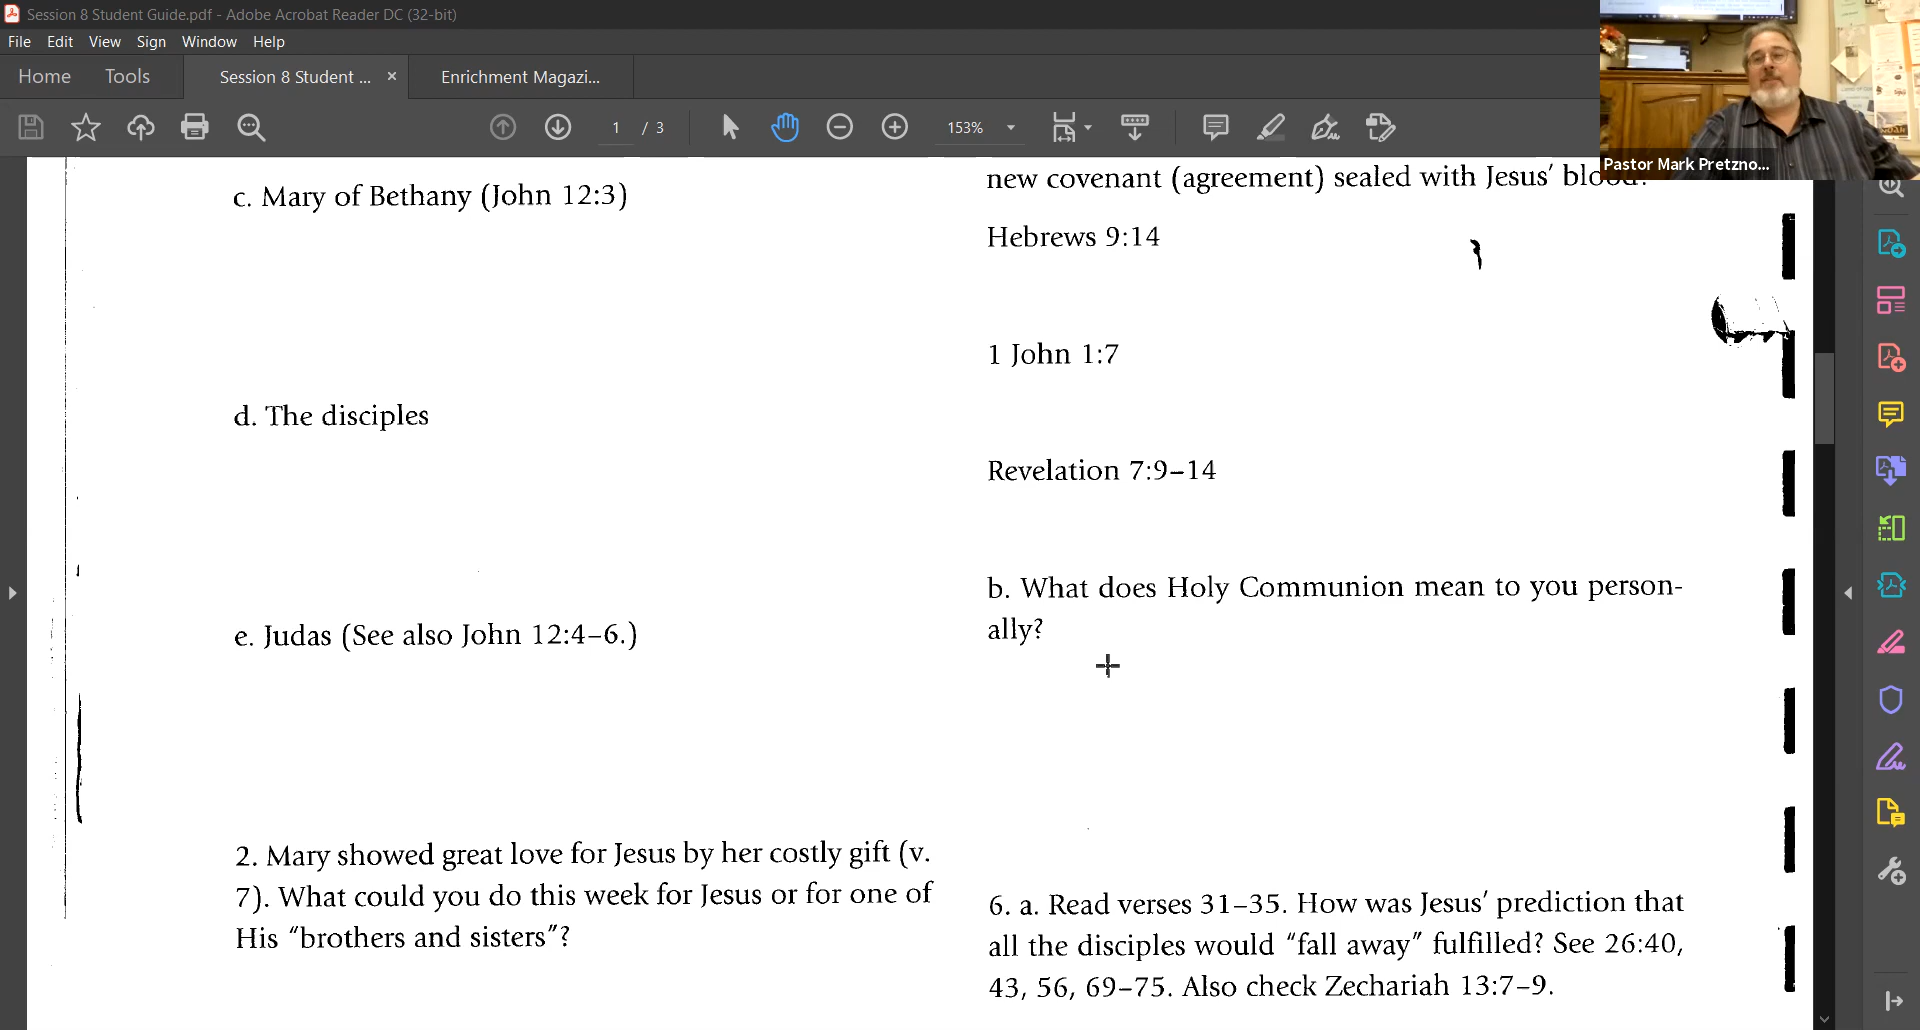 Session 8 Student Guide.pdf - Adobe Acrobat Reader DC (32-bit)
File Edit View Sign Window Help
Home Tools Session 8 Student ... × Enrichment Magazi...
1 / 3 153%
Pastor Mark Pretzno...
c. Mary of Bethany (John 12:3)
d. The disciples
e. Judas (See also John 12:4–6.)
2. Mary showed great love for Jesus by her costly gift (v.
7). What could you do this week for Jesus or for one of
His “brothers and sisters”?
new covenant (agreement) sealed with Jesus’ blood?
Hebrews 9:14
1 John 1:7
Revelation 7:9–14
b. What does Holy Communion mean to you person-
ally?
6. a. Read verses 31–35. How was Jesus’ prediction that
all the disciples would “fall away” fulfilled? See 26:40,
43, 56, 69–75. Also check Zechariah 13:7–9.